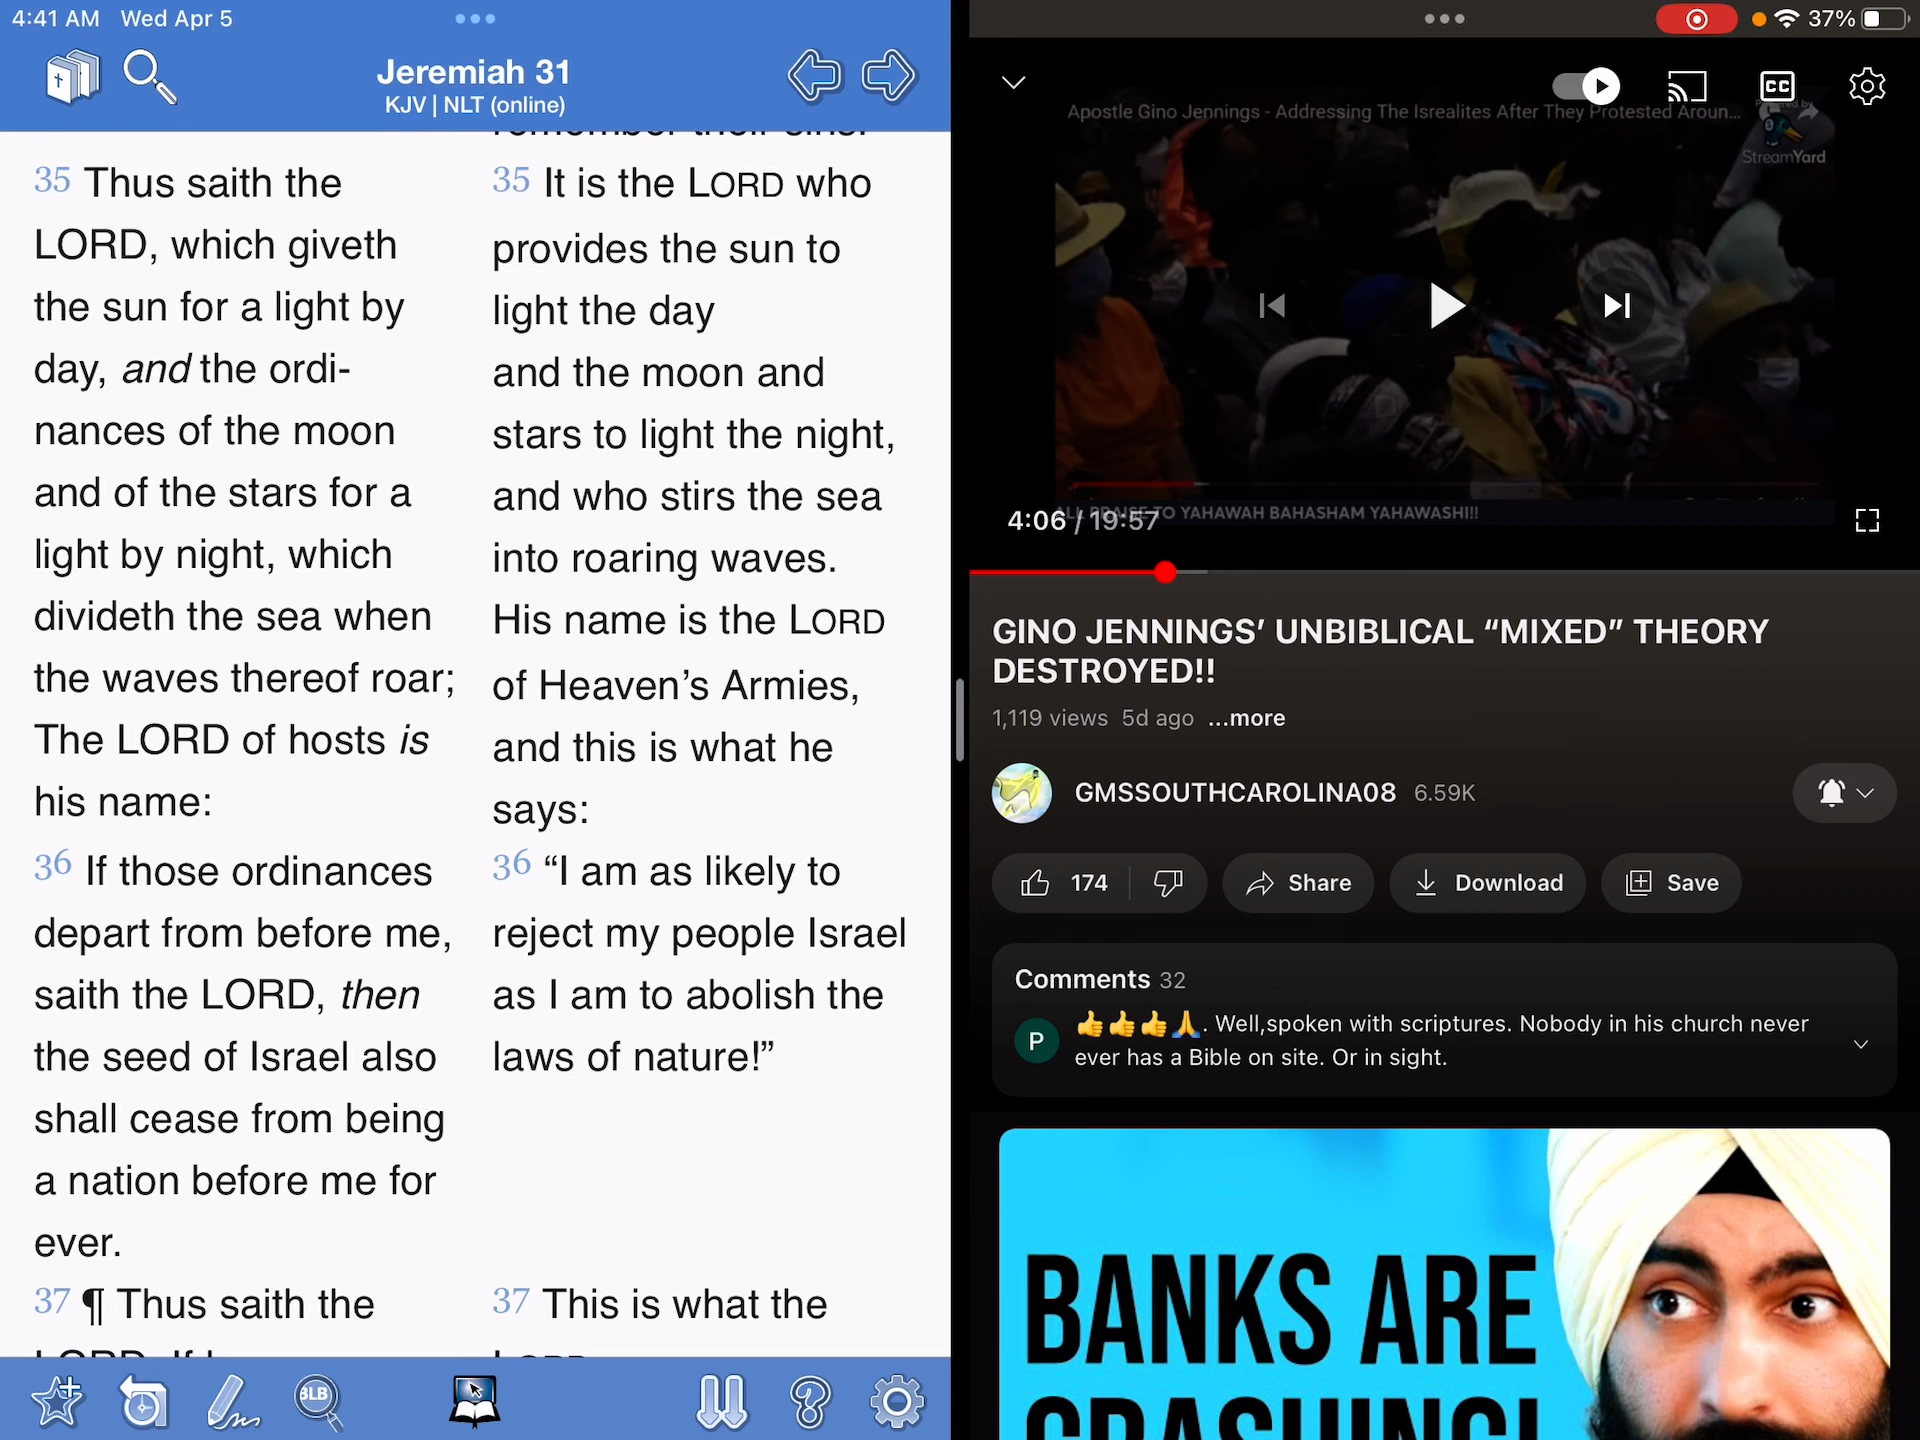 4:41 AM Wed Apr 5
Jeremiah 31
KJV | NLT (online)
35 Thus saith the
LORD, which giveth
the sun for a light by
day, and the ordi-
nances of the moon
and of the stars for a
light by night, which
divideth the sea when
the waves thereof roar;
The LORD of hosts is
his name:
36 If those ordinances
depart from before me,
saith the LORD, then
the seed of Israel also
shall cease from being
a nation before me for
ever.
37 ¶ Thus saith the
remember their sins.
35 It is the LORD who
provides the sun to
light the day
and the moon and
stars to light the night,
and who stirs the sea
into roaring waves.
His name is the LORD
of Heaven’s Armies,
and this is what he
says:
36 “I am as likely to
reject my people Israel
as I am to abolish the
laws of nature!”
37 This is what the
LORD
BLB
37%
CC
Apostle Gino Jennings - Addressing The Isrealites After They Protested Aroun...
StreamYard
ALL PRAISE TO YAHAWAH BAHASHAM YAHAWASHI!!
4:06 / 19:57
GINO JENNINGS’ UNBIBLICAL “MIXED” THEORY
DESTROYED!!
1,119 views 5d ago ...more
GMSSOUTHCAROLINA08 6.59K
174 Share Download Save
Comments 32
P
👍👍👍🙏. Well,spoken with scriptures. Nobody in his church never
ever has a Bible on site. Or in sight.
BANKS ARE
CRASHING!